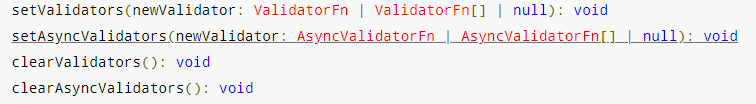 setValidators(newValidator: ValidatorFn | ValidatorFn[] | null): void
setAsyncValidators(newValidator: AsyncValidatorFn | AsyncValidatorFn[] | null): void
clearValidators(): void
clearAsyncValidators(): void